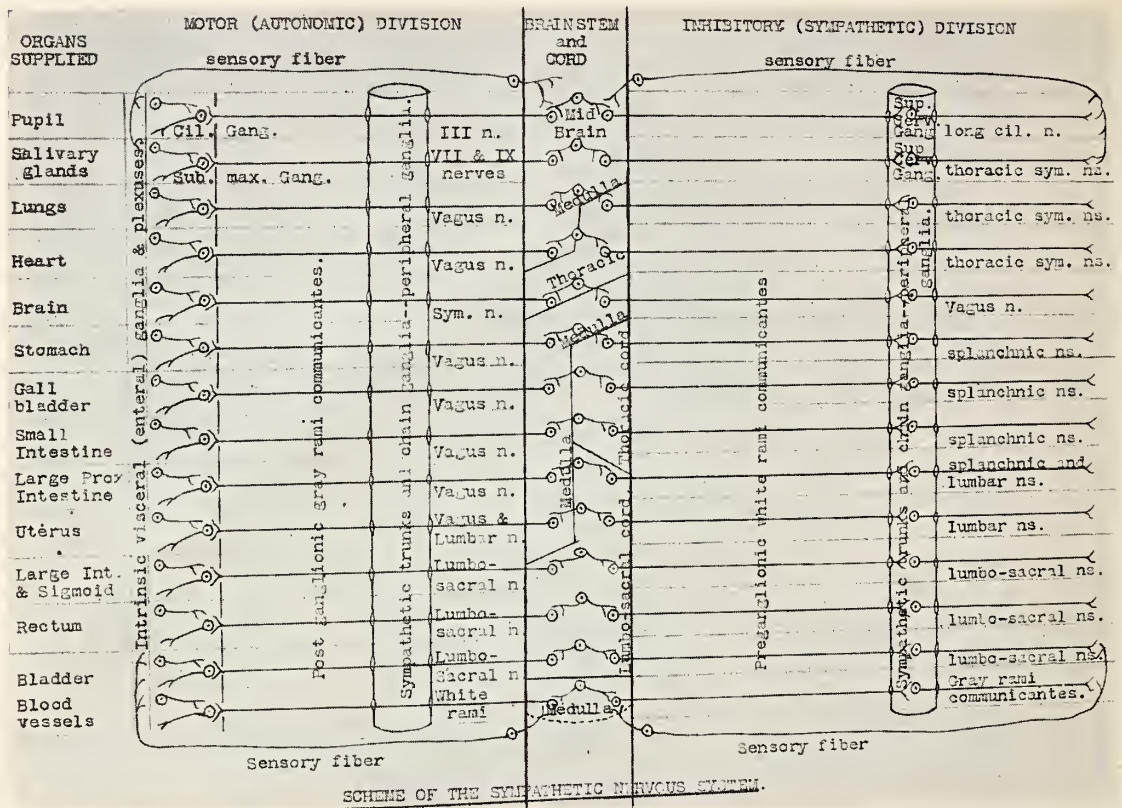 MOTOR (AUTONOMIC) DIVISION
BRAINSTEM
and
CORD
INHIBITORY (SYMPATHETIC) DIVISION
ORGANS
SUPPLIED
sensory fiber
sensory fiber
Pupil
Cil. Gang.
III n.
Mid
Brain
Sup.
Gang
long cil. n.
Salivary
glands
Sub. max. Gang.
VII & IX
nerves
Sup
Gang.
thoracic sym. ns.
Lungs
Vagus n.
Medulla
thoracic sym. ns.
Heart
Vagus n.
Thoracic
thoracic sym. ns.
Brain
Sym. n.
Vagus n.
Stomach
Vagus n.
Medulla
splanchnic ns.
Gall
bladder
Vagus n.
splanchnic ns.
Small
Intestine
Vagus n.
splanchnic ns.
Large Prox
Intestine
Vagus n.
Medulla
splanchnic and
lumbar ns.
Uterus
Vagus &
Lumbar n.
lumbar ns.
Large Int.
& Sigmoid
Lumbo-
sacral n
lumbo-sacral ns.
Rectum
Lumbo-
sacral n
lumbo-sacral ns.
Bladder
Lumbo-
Sacral n
lumbo-sacral ns.
Blood
vessels
White
rami
Medulla
Gray rami
communicantes.
Intrinsic visceral (enteral) ganglia & plexuses.
Post ganglionic gray rami communicantes.
Sympathetic trunks and chain ganglia--peripheral ganglii.
Lumbo-sacral cord. Thoricic cord
Preganglionic white rami communicantes
Sympathetic trunks and chain ganglia--peripheral
ganglia.
Sensory fiber
Sensory fiber
SCHEME OF THE SYMPATHETIC NERVOUS SYSTEM.